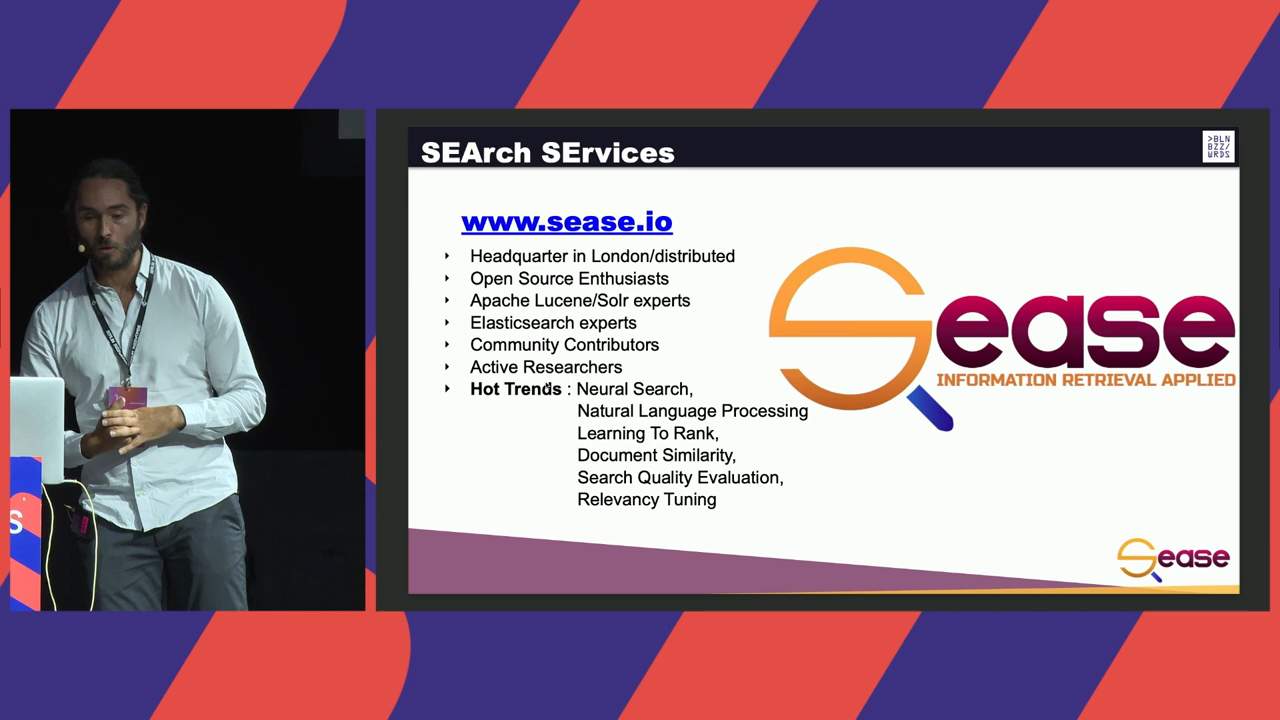 SEArch SErvices
>BLN
BZZ/
WRDS
www.sease.io
Headquarter in London/distributed
Open Source Enthusiasts
Apache Lucene/Solr experts
Elasticsearch experts
Community Contributors
Active Researchers
Hot Trends : Neural Search,
Natural Language Processing
Learning To Rank,
Document Similarity,
Search Quality Evaluation,
Relevancy Tuning
Sease
INFORMATION RETRIEVAL APPLIED
Sease
S